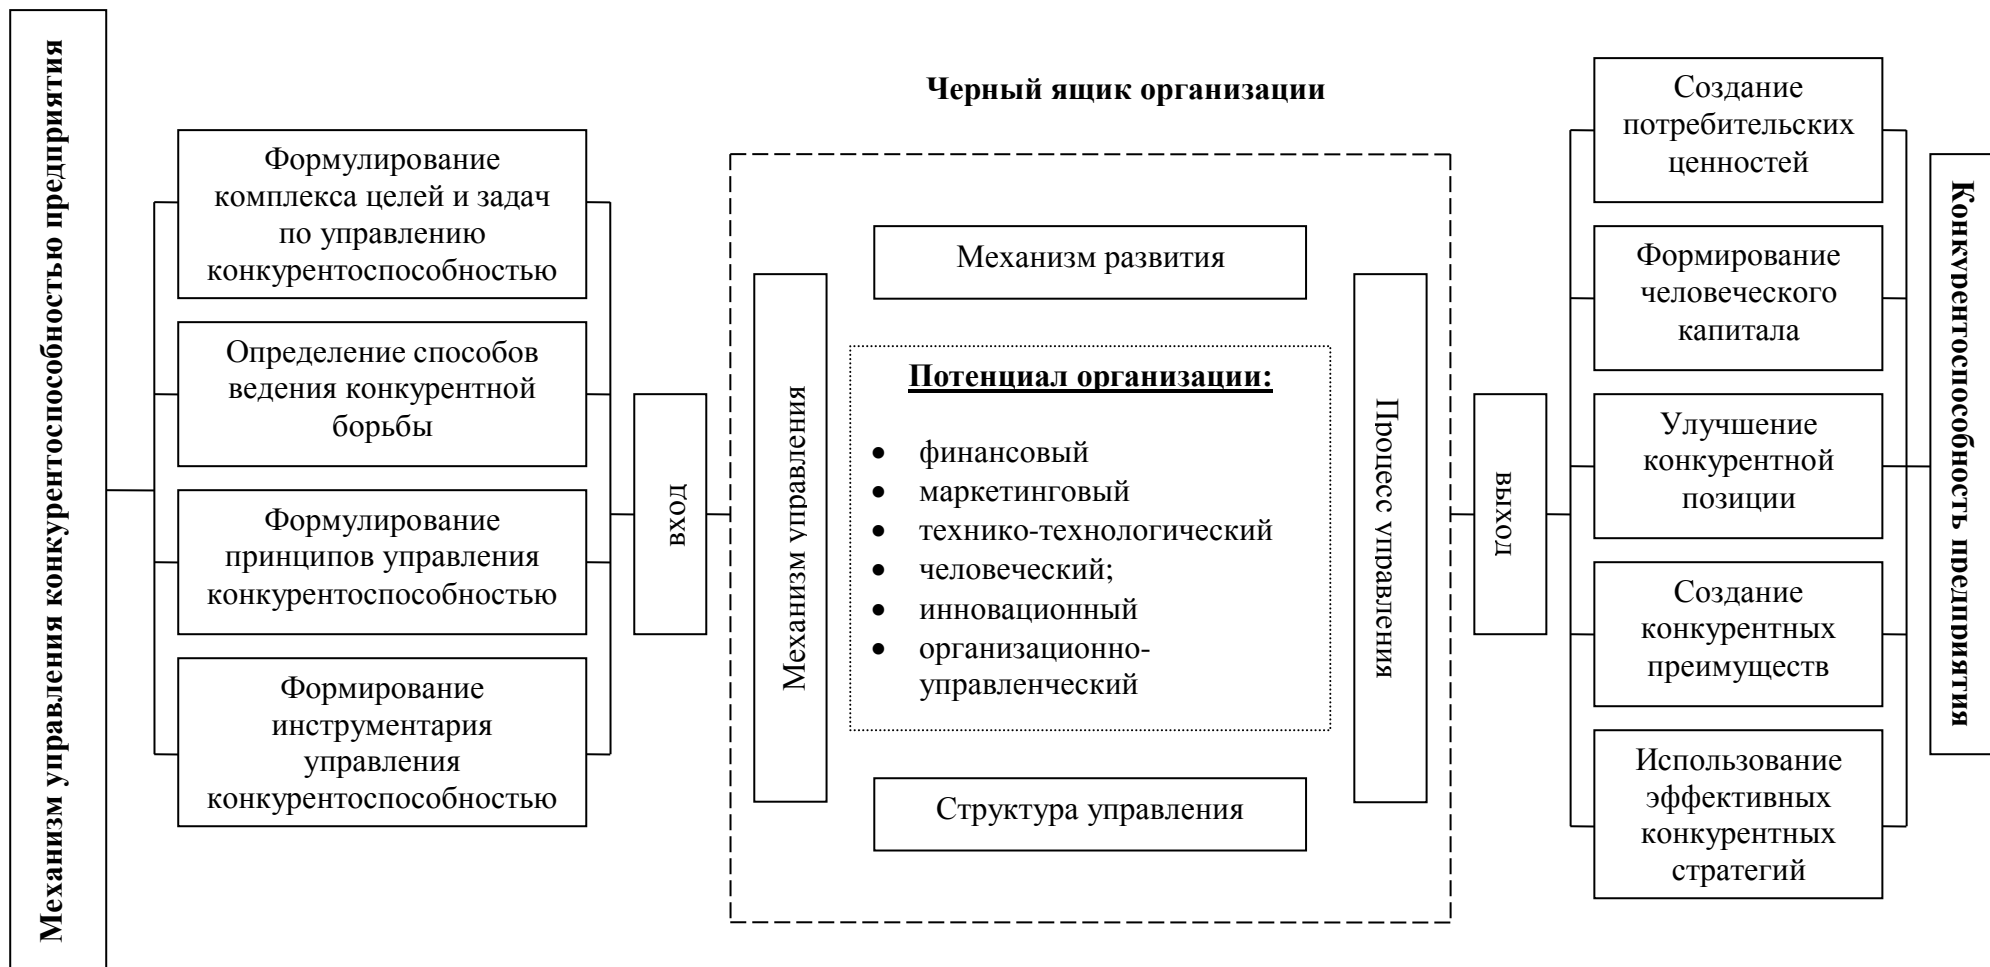 Механизм управления конкурентоспособностью предприятия
Формулирование
комплекса целей и задач
по управлению
конкурентоспособностью
Определение способов
ведения конкурентной
борьбы
Формулирование
принципов управления
конкурентоспособностью
Формирование
инструментария
управления
конкурентоспособностью
вход
Черный ящик организации
Механизм управления
Механизм развития
Потенциал организации:
• финансовый
• маркетинговый
• технико-технологический
• человеческий;
• инновационный
• организационно-
управленческий
Структура управления
Процесс управления
выход
Создание
потребительских
ценностей
Формирование
человеческого
капитала
Улучшение
конкурентной
позиции
Создание
конкурентных
преимуществ
Использование
эффективных
конкурентных
стратегий
Конкурентоспособность предприятия